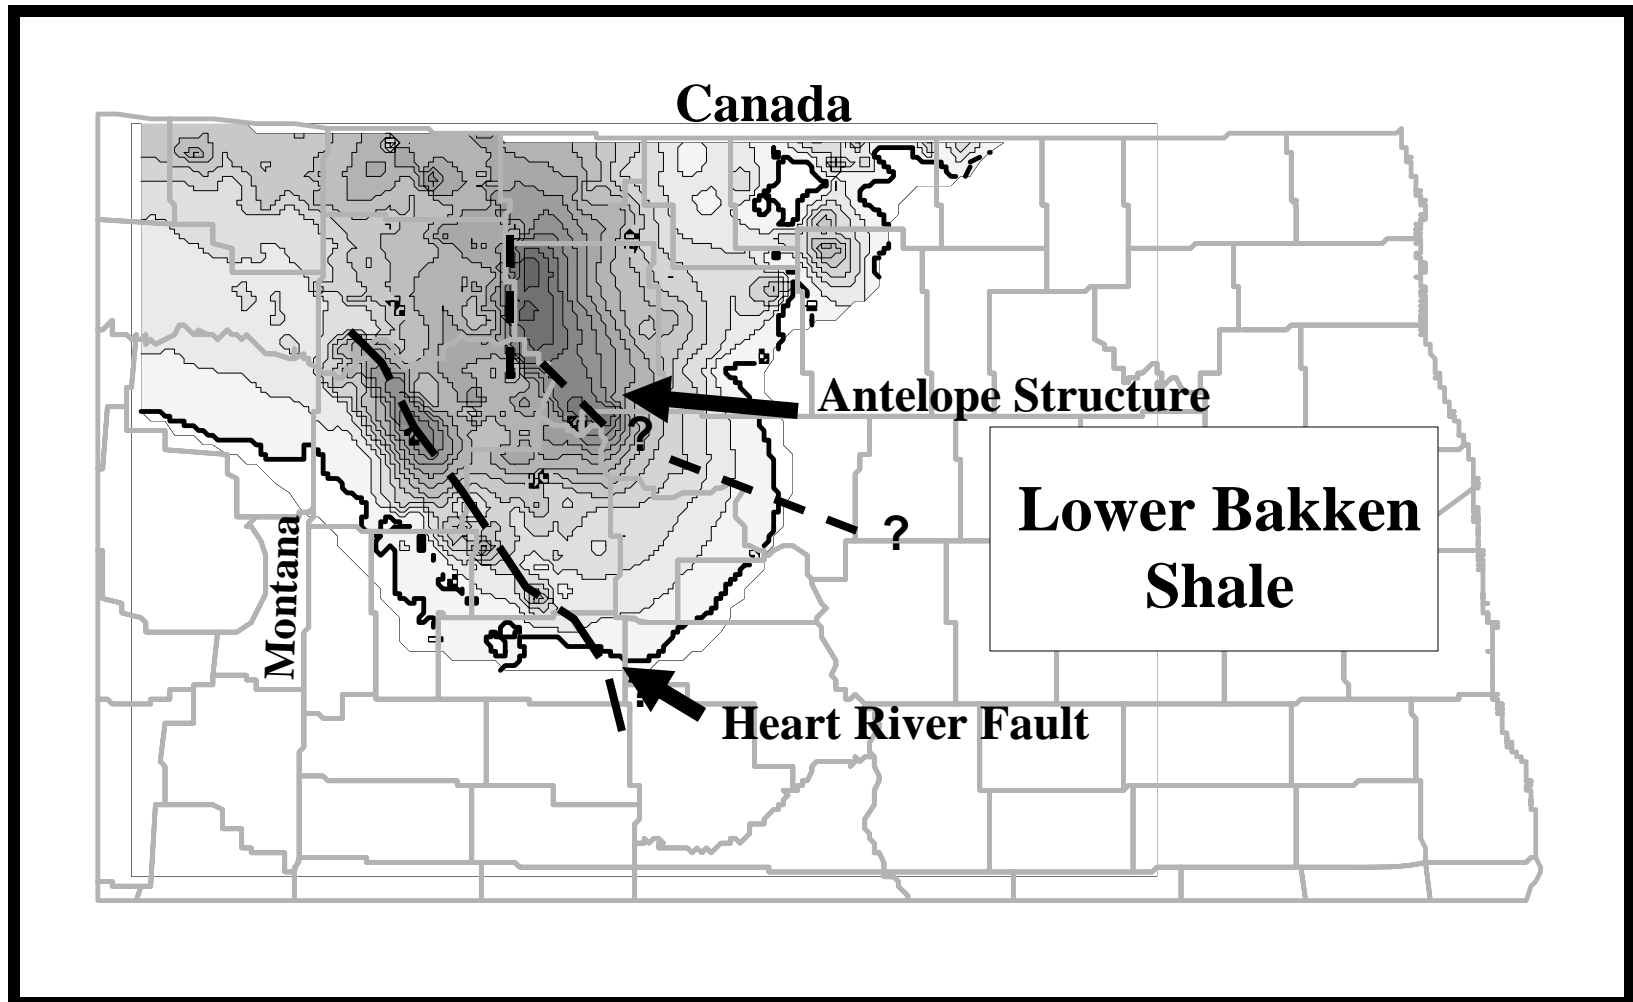 Canada
Antelope Structure
?
?
Lower Bakken
Shale
Montana
Heart River Fault